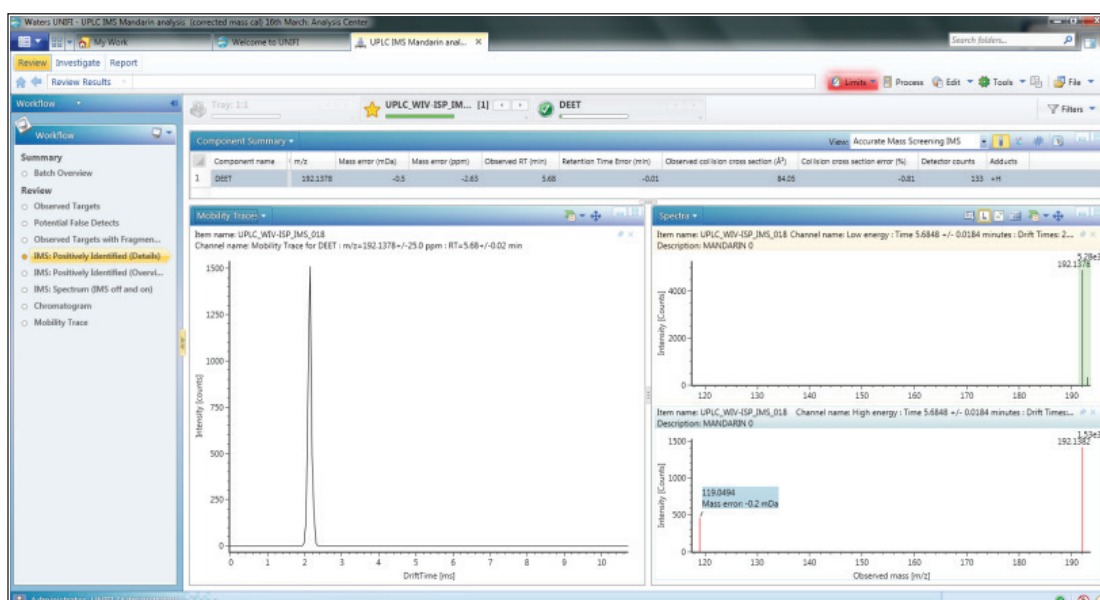 Waters UNIFI - UPLC IMS Mandarin analysis (corrected mass cal) 16th March: Analysis Center
My Work Welcome to UNIFI UPLC IMS Mandarin anal... × Search folders...
Review Investigate Report
Review Results Limits Process Edit Tools File
Workflow Tray: 1:1 UPLC_WIV-ISP_IM... [1] DEET Filters
Workflow
Summary
Batch Overview
Review
Observed Targets
Potential False Detects
Observed Targets with Fragmen...
IMS: Positively Identified (Details)
IMS: Positively Identified (Overvi...
IMS: Spectrum (IMS off and on)
Chromatogram
Mobility Trace
Component Summary View: Accurate Mass Screening IMS
Component name m/z Mass error (mDa) Mass error (ppm) Observed RT (min) Retention Time Error (min) Observed collision cross section (Å²) Collision cross section error (%) Detector counts Adducts
1 DEET 192.1378 -0.5 -2.63 5.68 -0.01 84.05 -0.81 133 +H
Mobility Traces
Item name: UPLC_WIV-ISP_IMS_018
Channel name: Mobility Trace for DEET : m/z=192.1378+/-25.0 ppm : RT=5.68+/-0.02 min
1500
1250
1000
750
500
250
0
Intensity [counts]
0 1 2 3 4 5 6 7 8 9 10
DriftTime [ms]
Spectra
Item name: UPLC_WIV-ISP_IMS_018 Channel name: Low energy : Time 5.6848 +/- 0.0184 minutes : Drift Times: 2...
Description: MANDARIN 0
5.28e3
192.1378
4000
2000
0
Intensity [Counts]
120 130 140 150 160 170 180 190
Item name: UPLC_WIV-ISP_IMS_018 Channel name: High energy : Time 5.6848 +/- 0.0184 minutes : Drift Times:...
Description: MANDARIN 0
1.53e3
192.1382
1500
1000
500
0
Intensity [Counts]
119.0494
Mass error: -0.2 mDa
120 130 140 150 160 170 180 190
Observed mass [m/z]